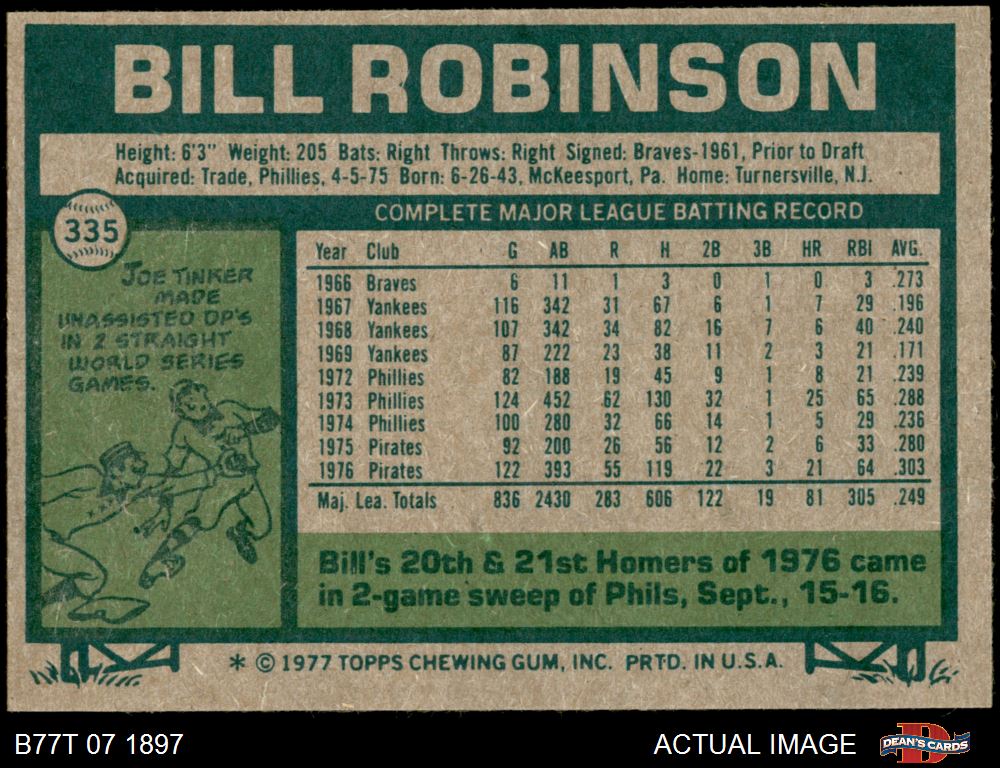 BILL ROBINSON
Height: 6'3" Weight: 205 Bats: Right Throws: Right Signed: Braves-1961, Prior to Draft
Acquired: Trade, Phillies, 4-5-75 Born: 6-26-43, McKeesport, Pa. Home: Turnersville, N.J.
335
COMPLETE MAJOR LEAGUE BATTING RECORD
JOE TINKER
MADE
UNASSISTED DP'S
IN 2 STRAIGHT
WORLD SERIES
GAMES.
Year Club G AB R H 2B 3B HR RBI AVG.
1966 Braves 6 11 1 3 0 1 0 3 .273
1967 Yankees 116 342 31 67 6 1 7 29 .196
1968 Yankees 107 342 34 82 16 7 6 40 .240
1969 Yankees 87 222 23 38 11 2 3 21 .171
1972 Phillies 82 188 19 45 9 1 8 21 .239
1973 Phillies 124 452 62 130 32 1 25 65 .288
1974 Phillies 100 280 32 66 14 1 5 29 .236
1975 Pirates 92 200 26 56 12 2 6 33 .280
1976 Pirates 122 393 55 119 22 3 21 64 .303
Maj. Lea. Totals 836 2430 283 606 122 19 81 305 .249
Bill's 20th & 21st Homers of 1976 came
in 2-game sweep of Phils, Sept., 15-16.
* © 1977 TOPPS CHEWING GUM, INC. PRTD. IN U.S.A.
B77T 07 1897 ACTUAL IMAGE DEAN'S CARDS